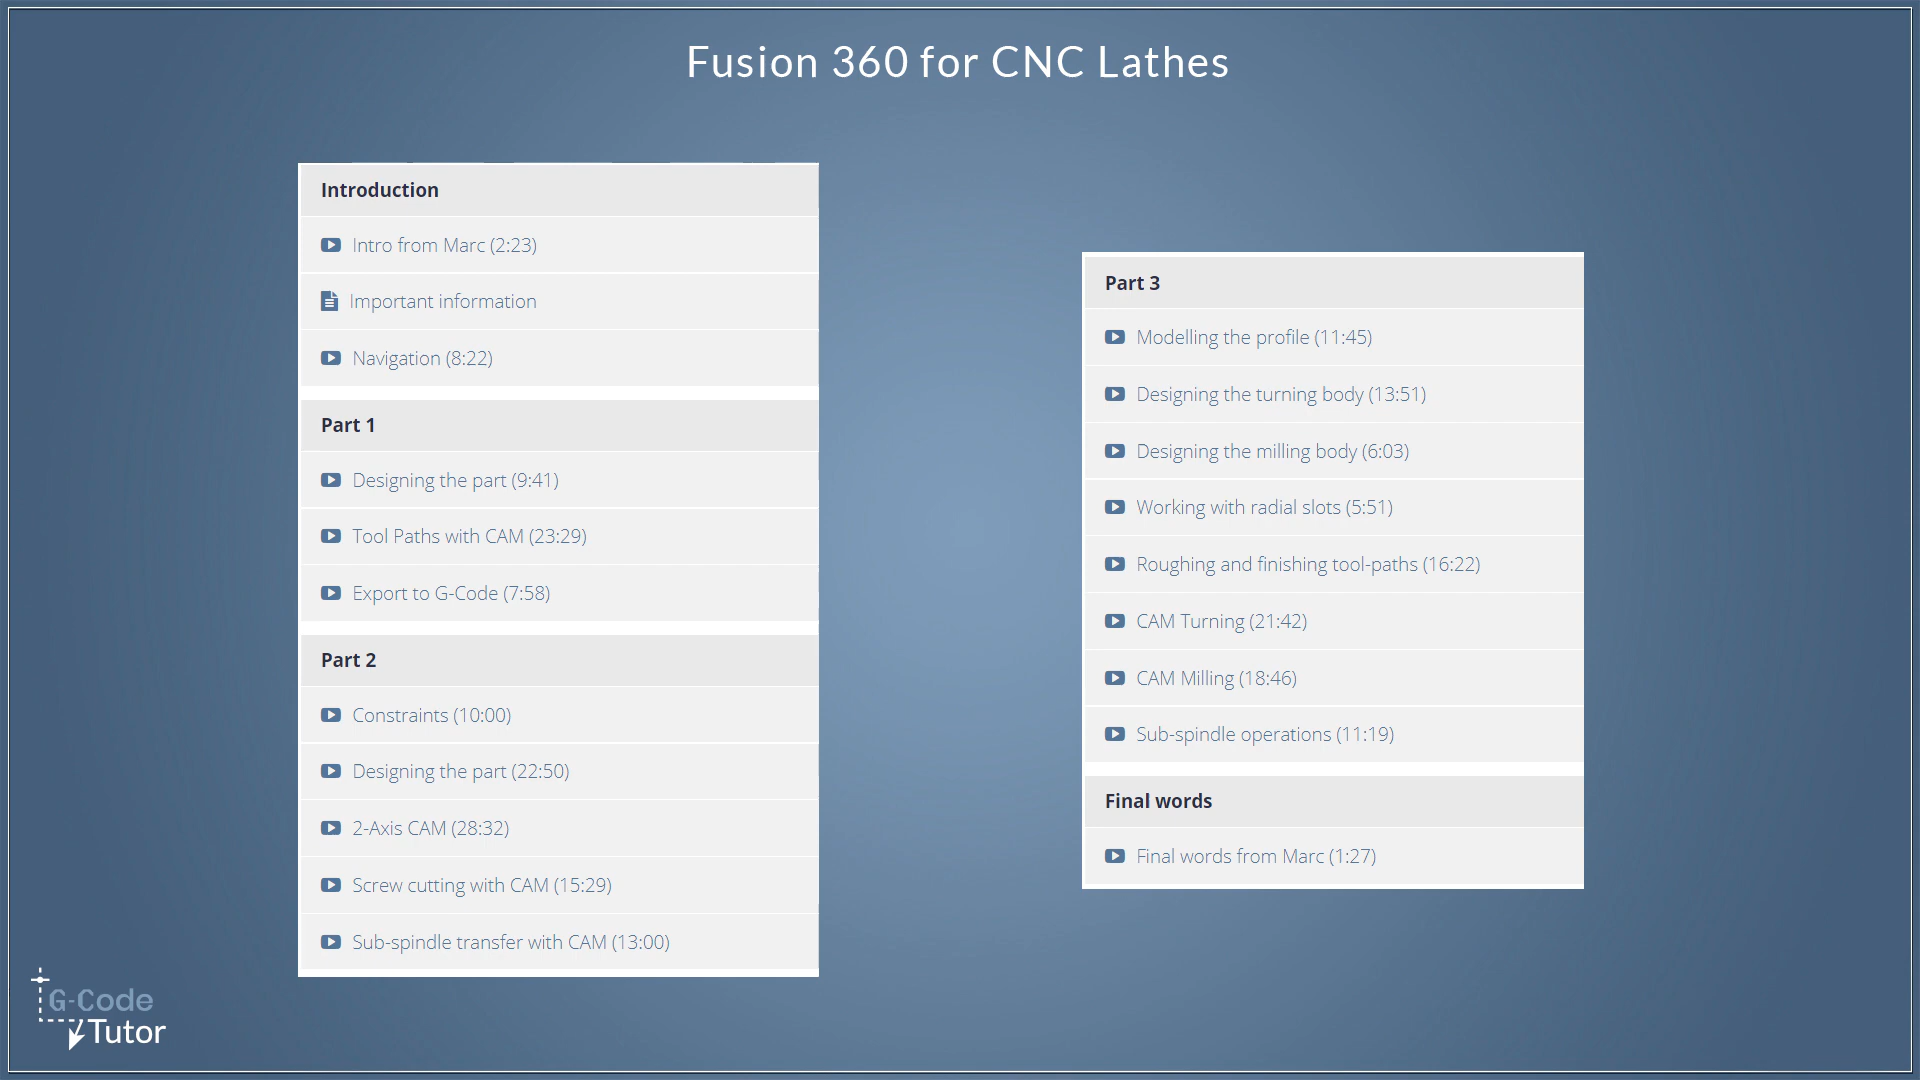 Fusion 360 for CNC Lathes
Introduction
Intro from Marc (2:23)
Important information
Navigation (8:22)
Part 1
Designing the part (9:41)
Tool Paths with CAM (23:29)
Export to G-Code (7:58)
Part 2
Constraints (10:00)
Designing the part (22:50)
2-Axis CAM (28:32)
Screw cutting with CAM (15:29)
Sub-spindle transfer with CAM (13:00)
Part 3
Modelling the profile (11:45)
Designing the turning body (13:51)
Designing the milling body (6:03)
Working with radial slots (5:51)
Roughing and finishing tool-paths (16:22)
CAM Turning (21:42)
CAM Milling (18:46)
Sub-spindle operations (11:19)
Final words
Final words from Marc (1:27)
G-Code
Tutor